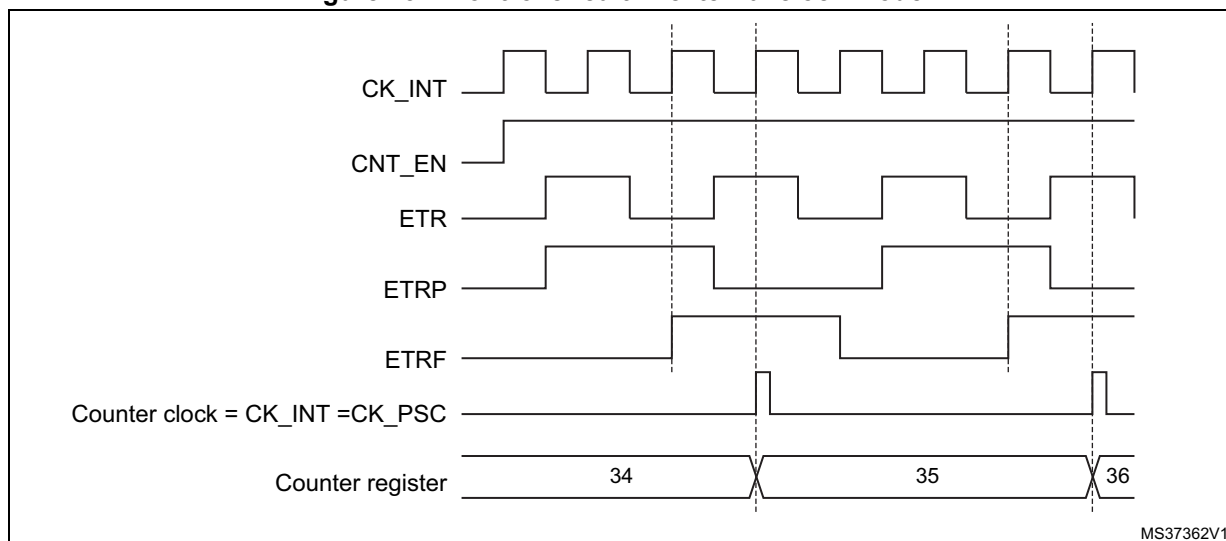 CK_INT
CNT_EN
ETR
ETRP
ETRF
Counter clock = CK_INT =CK_PSC
Counter register
34
35
36
MS37362V1